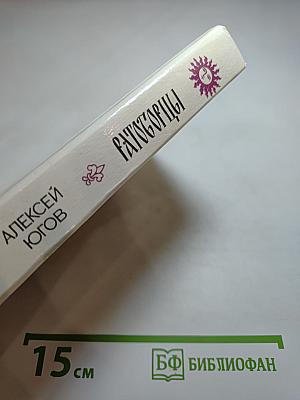 АЛЕКСЕЙ
ЮГОВ
РАТОБОРЦЫ
15 см
БФ БИБЛИОФАН